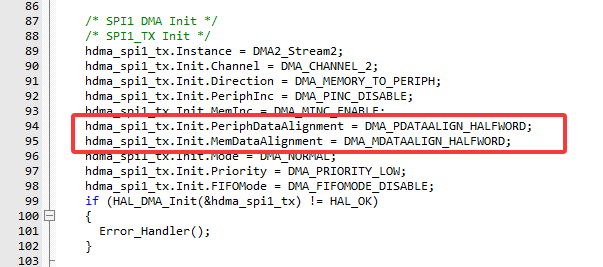 86
87 /* SPI1 DMA Init */
88 /* SPI1_TX Init */
89 hdma_spi1_tx.Instance = DMA2_Stream2;
90 hdma_spi1_tx.Init.Channel = DMA_CHANNEL_2;
91 hdma_spi1_tx.Init.Direction = DMA_MEMORY_TO_PERIPH;
92 hdma_spi1_tx.Init.PeriphInc = DMA_PINC_DISABLE;
93 hdma_spi1_tx.Init.MemInc = DMA_MINC_ENABLE;
94 hdma_spi1_tx.Init.PeriphDataAlignment = DMA_PDATAALIGN_HALFWORD;
95 hdma_spi1_tx.Init.MemDataAlignment = DMA_MDATAALIGN_HALFWORD;
96 hdma_spi1_tx.Init.Mode = DMA_NORMAL;
97 hdma_spi1_tx.Init.Priority = DMA_PRIORITY_LOW;
98 hdma_spi1_tx.Init.FIFOMode = DMA_FIFOMODE_DISABLE;
99 if (HAL_DMA_Init(&hdma_spi1_tx) != HAL_OK)
100 {
101 Error_Handler();
102 }
103